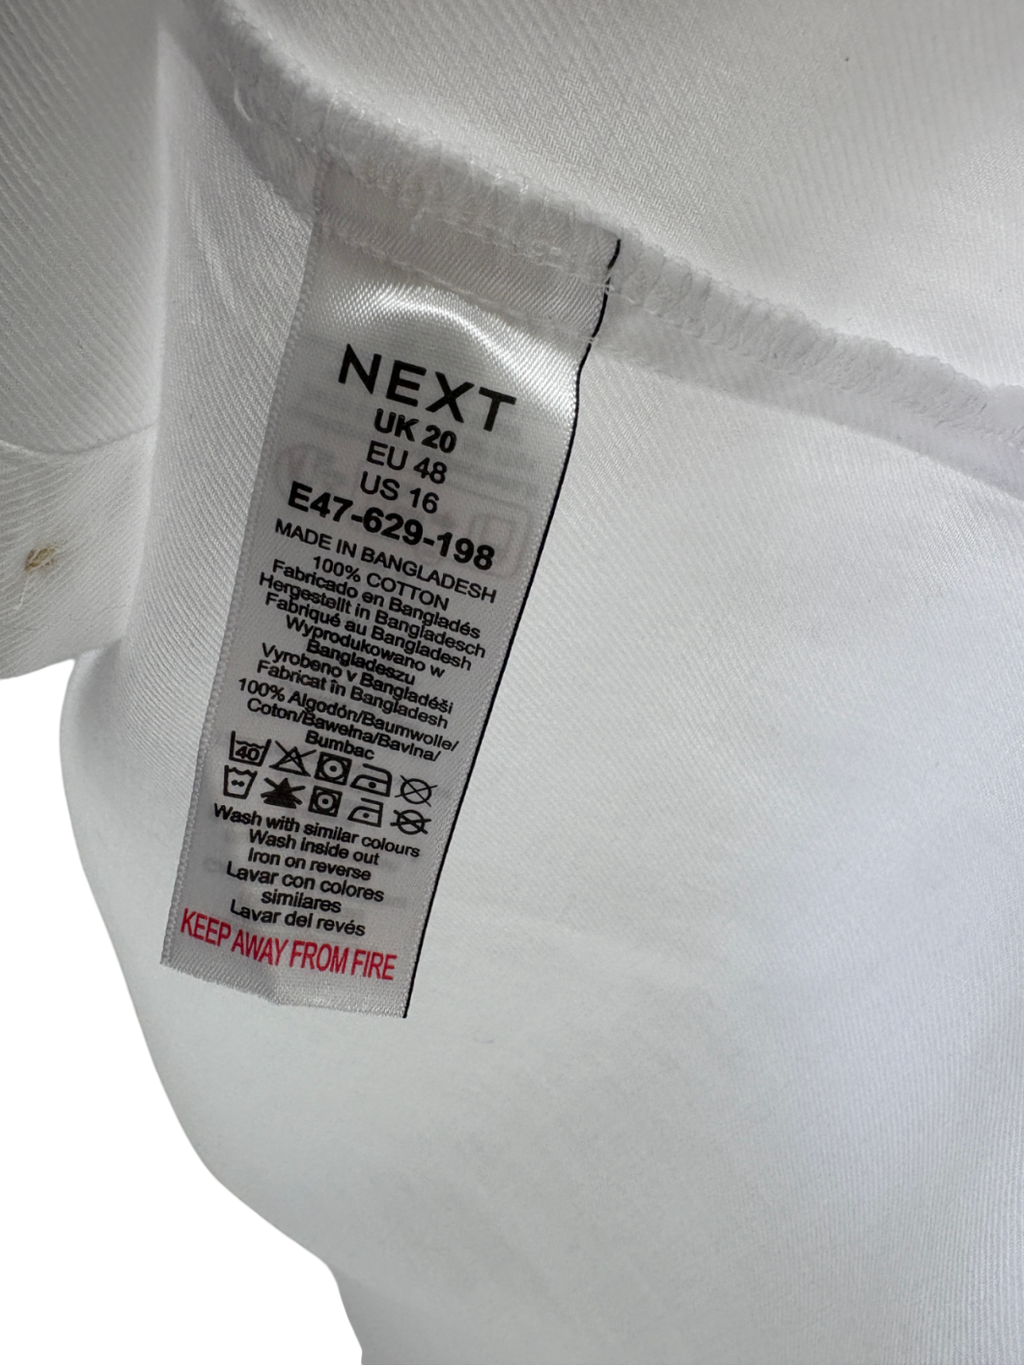 NEXT
UK 20
EU 48
US 16
E47-629-198
MADE IN BANGLADESH
100% COTTON
Fabricado en Bangladés
Hergestellt in Bangladesch
Fabriqué au Bangladesh
Wyprodukowano w
Bangladeszu
Vyrobeno v Bangladéši
Fabricat în Bangladesh
100% Algodón/Baumwolle/
Coton/Bawełna/Bavlna/
Bumbac
40
Wash with similar colours
Wash inside out
Iron on reverse
Lavar con colores
similares
Lavar del revés
KEEP AWAY FROM FIRE